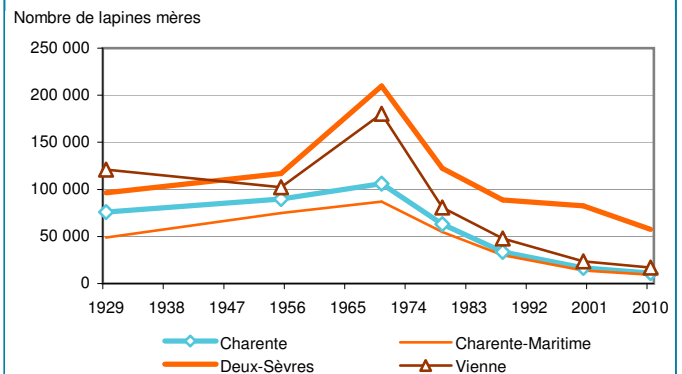 Nombre de lapines mères
250 000
200 000
150 000
100 000
50 000
0
1929 1938 1947 1956 1965 1974 1983 1992 2001 2010
Charente Charente-Maritime
Deux-Sèvres Vienne